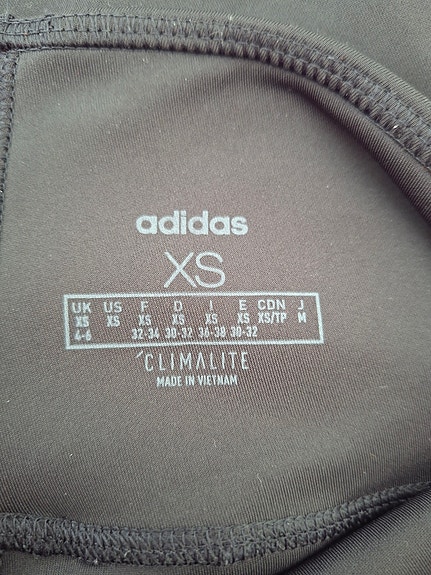 adidas
XS
UK US F D I E CDN J
XS XS XS XS XS XS XS/TP M
4-6 32-34 30-32 36-38 30-32
CLIMALITE
MADE IN VIETNAM